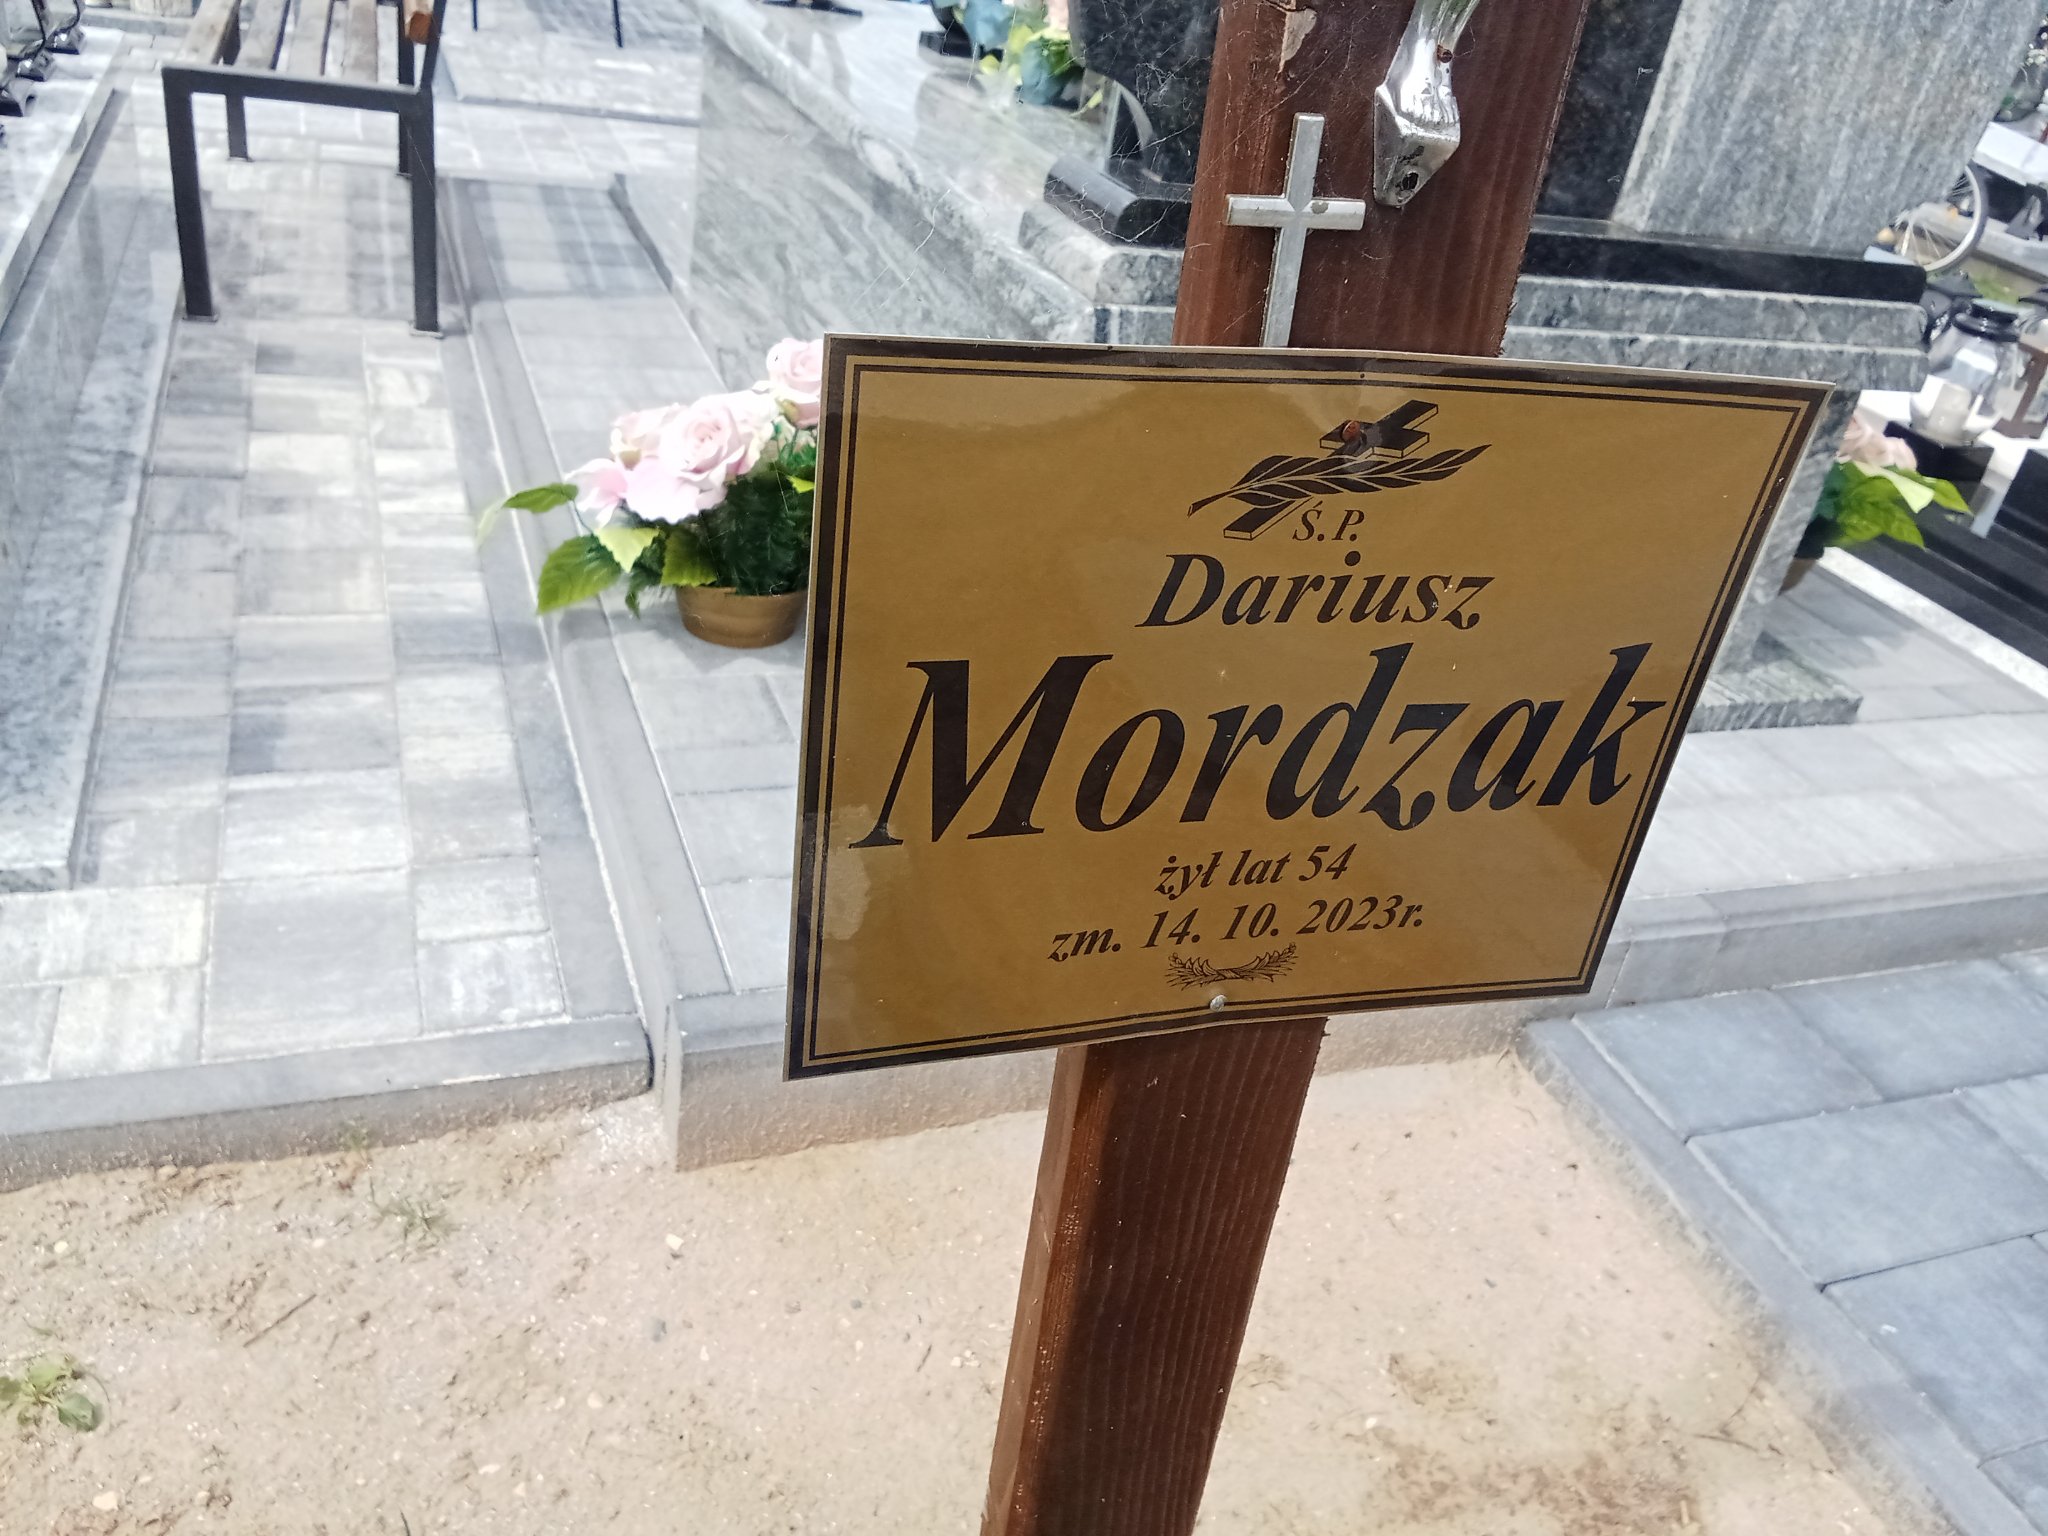 Ś.P.
Dariusz
Mordzak
żył lat 54
zm. 14. 10. 2023r.